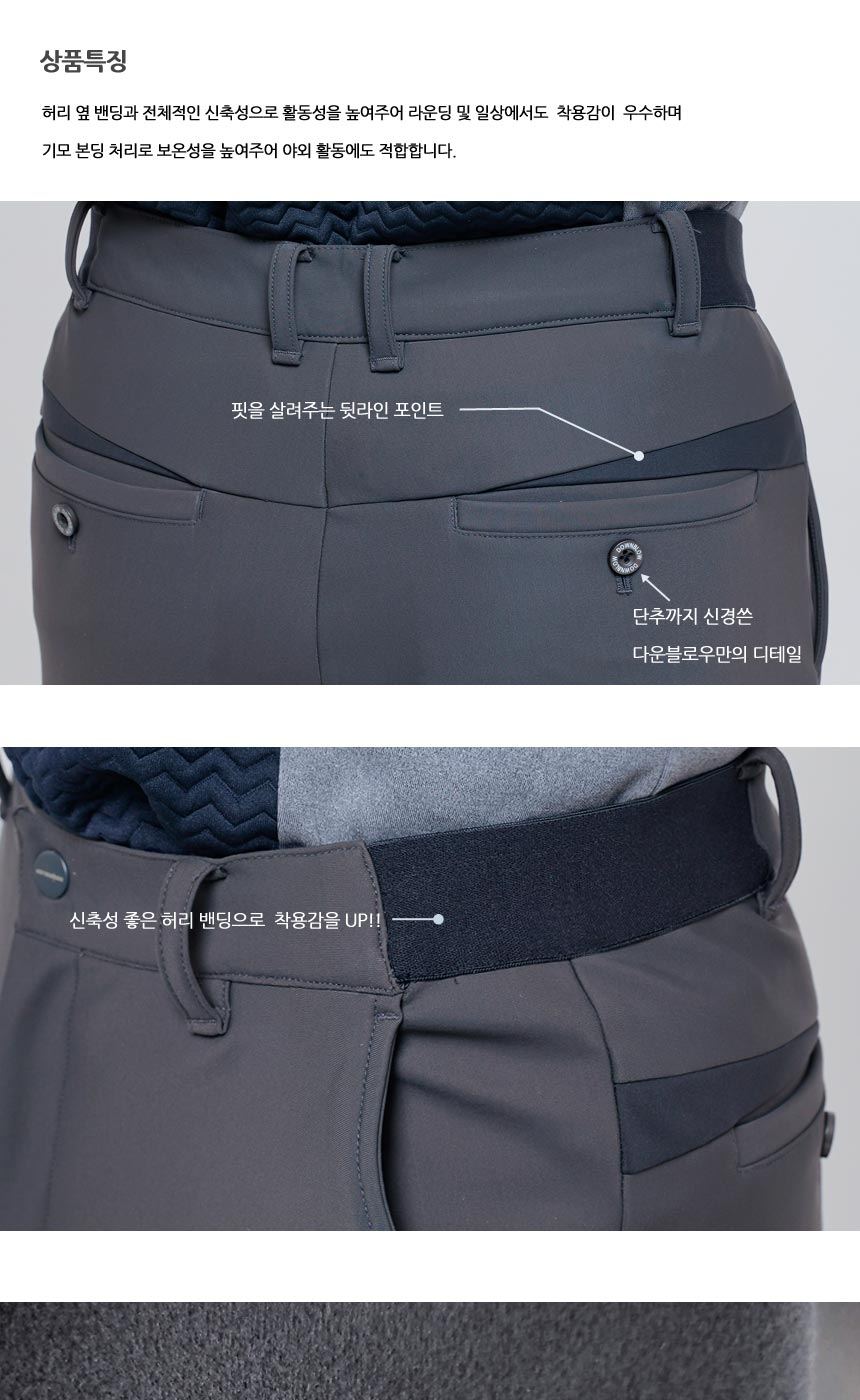 상품특징
허리 옆 밴딩과 전체적인 신축성으로 활동성을 높여주어 라운딩 및 일상에서도 착용감이 우수하며
기모 본딩 처리로 보온성을 높여주어 야외 활동에도 적합합니다.
핏을 살려주는 뒷라인 포인트
DOWNBLOW DOWNBLOW
단추까지 신경쓴
다운블로우만의 디테일
신축성 좋은 허리 밴딩으로 착용감을 UP!!